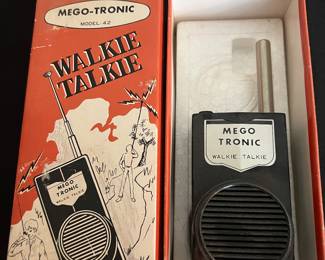 MEGO-TRONIC
MODEL 42
WALKIE
TALKIE
MEGO
TRONIC
WALKIE TALKIE
MEGO
TRONIC
WALKIE TALKIE